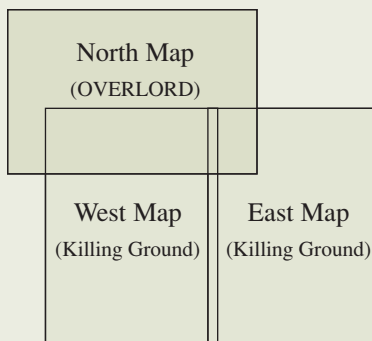 North Map
(OVERLORD)
West Map
(Killing Ground)
East Map
(Killing Ground)